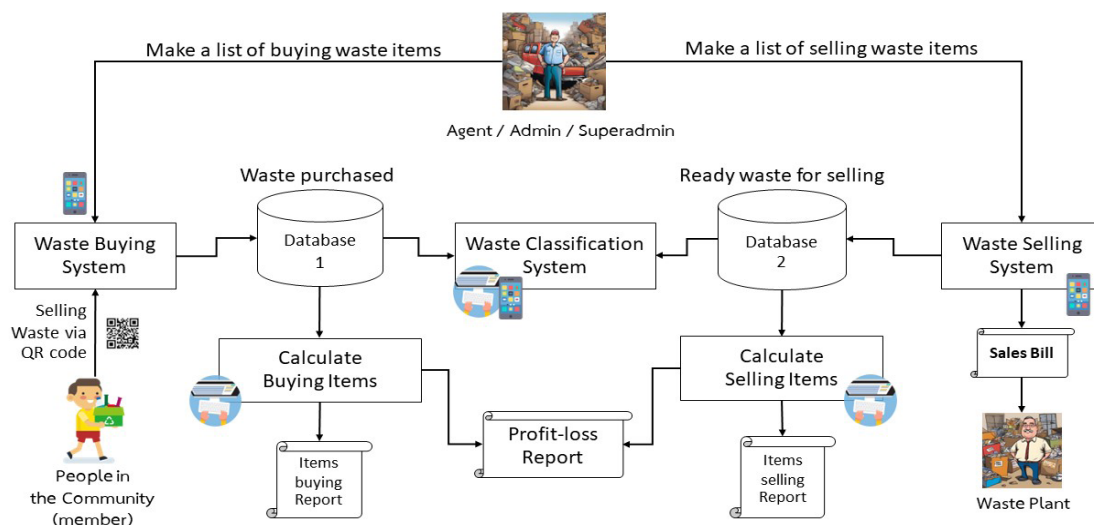 Make a list of buying waste items
Make a list of selling waste items
Agent / Admin / Superadmin
Waste purchased
Ready waste for selling
Waste Buying
System
Database
1
Waste Classification
System
Database
2
Waste Selling
System
Selling
Waste via
QR code
Calculate
Buying Items
Calculate
Selling Items
Sales Bill
Profit-loss
Report
Items
buying
Report
Items
selling
Report
People in
the Community
(member)
Waste Plant